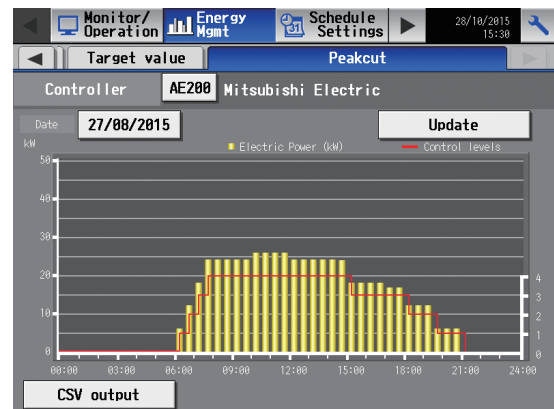 Monitor/ Operation
Energy Mgmt
Schedule Settings
28/10/2015 15:30
Target value
Peakcut
Controller AE200 Mitsubishi Electric
Date 27/08/2015 Update
kW
Electric Power (kW) Control levels
50
40
30
20
10
0
4
3
2
1
0
00:00 03:00 06:00 09:00 12:00 15:00 18:00 21:00 24:00
CSV output